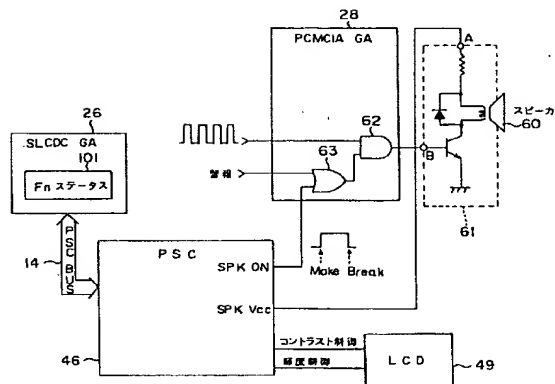 28
PCMCIA GA
A
26
SLCDC GA
101
Fnステータス
62
63
警報
B
スピーカ
60
61
PSC BUS
14
PSC
SPK ON
Make Break
SPK Vcc
コントラスト制御
輝度制御
46
LCD
49